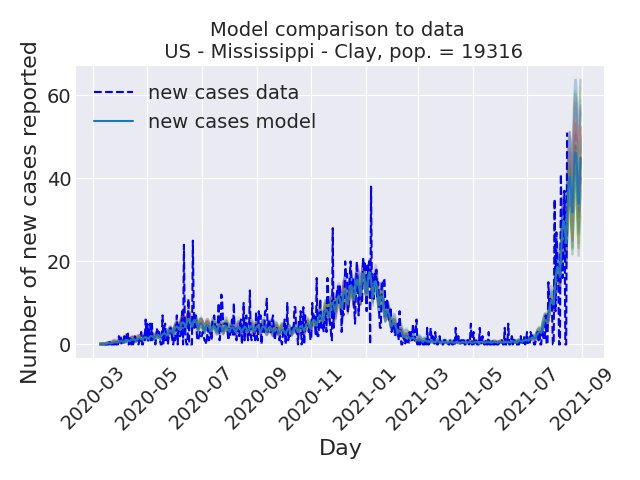 Model comparison to data
US - Mississippi - Clay, pop. = 19316
Number of new cases reported
60
40
20
0
new cases data
new cases model
2020-03
2020-05
2020-07
2020-09
2020-11
2021-01
2021-03
2021-05
2021-07
2021-09
Day